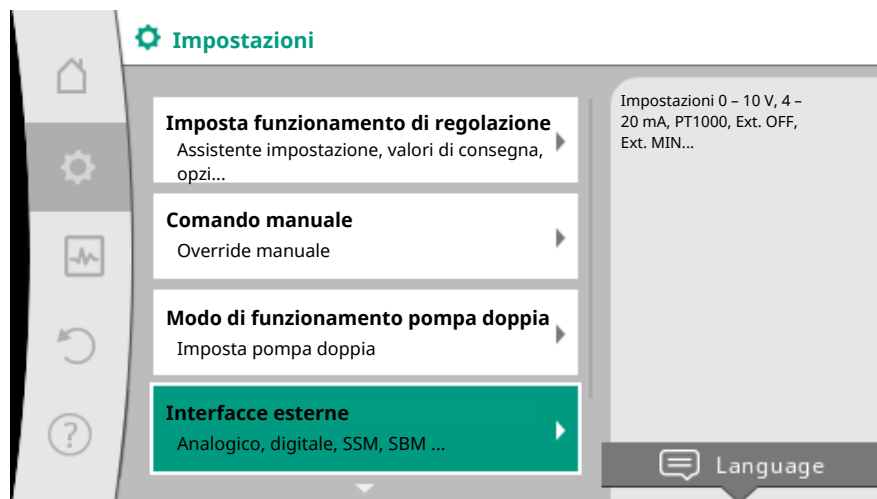 Impostazioni
Imposta funzionamento di regolazione
Assistente impostazione, valori di consegna,
opzi...
Comando manuale
Override manuale
Modo di funzionamento pompa doppia
Imposta pompa doppia
Interfacce esterne
Analogico, digitale, SSM, SBM ...
Impostazioni 0 – 10 V, 4 –
20 mA, PT1000, Ext. OFF,
Ext. MIN...
?
Language